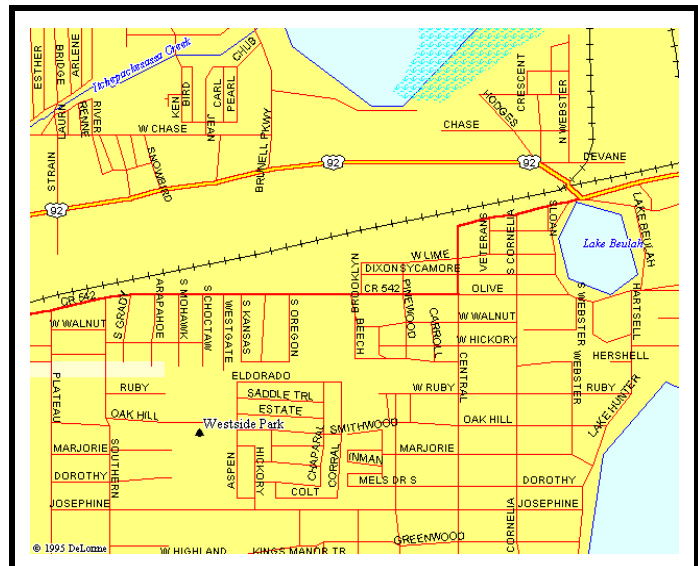 ESTHER
BRIDGE
ARLENE
Itchepackesassa Creek
CHUB
KEN
BIRD
CARL
PEARL
JEAN
LAURN
RIVER
W CHASE
SNOWBIRD
BRUNELL PKWY
STRAIN
92
92
92
HODGES
CRESCENT
CHASE
N WEBSTER
DEVANE
SLOAN
VETERANS
S CORNELIA
Lake Beulah
LAKE BEULAH
W LIME
DIXON
SYCAMORE
BROOKLYN
CR 542
CR 542
OLIVE
PINEWOOD
CARROLL
BEECH
W WALNUT
W HICKORY
S WEBSTER
HARTSELL
HERSHELL
W WALNUT
S GRADY
ARAPAHOE
S MOHAWK
S CHOCTAW
WESTGATE
S KANSAS
S OREGON
CENTRAL
WEBSTER
ELDORADO
PLATEAU
RUBY
SADDLE TRL
W RUBY
RUBY
LAKE HUNTER
ESTATE
OAK HILL
Westside Park
SMITHWOOD
OAK HILL
CHAPARAL
CORRAL
MARJORIE
SOUTHERN
ASPEN
HICKORY
INMAN
MARJORIE
DOROTHY
COLT
MELS DR S
DOROTHY
JOSEPHINE
CORNELIA
JOSEPHINE
GREENWOOD
W HIGHLAND
KINGS MANOR TR
© 1995 DeLorme